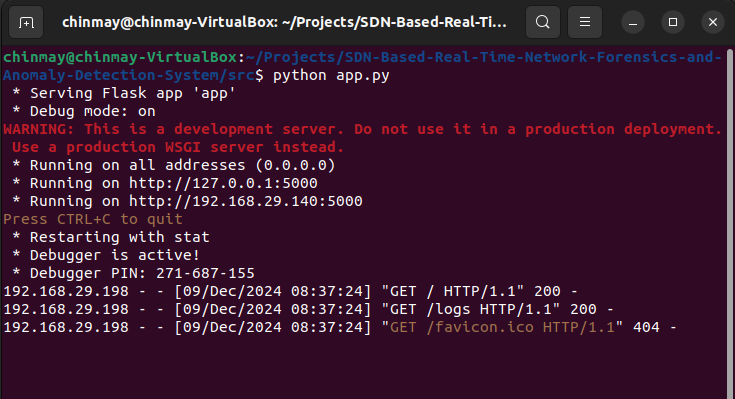 chinmay@chinmay-VirtualBox: ~/Projects/SDN-Based-Real-Ti...
chinmay@chinmay-VirtualBox:~/Projects/SDN-Based-Real-Time-Network-Forensics-and-
Anomaly-Detection-System/src$ python app.py
 * Serving Flask app 'app'
 * Debug mode: on
WARNING: This is a development server. Do not use it in a production deployment.
 Use a production WSGI server instead.
 * Running on all addresses (0.0.0.0)
 * Running on http://127.0.0.1:5000
 * Running on http://192.168.29.140:5000
Press CTRL+C to quit
 * Restarting with stat
 * Debugger is active!
 * Debugger PIN: 271-687-155
192.168.29.198 - - [09/Dec/2024 08:37:24] "GET / HTTP/1.1" 200 -
192.168.29.198 - - [09/Dec/2024 08:37:24] "GET /logs HTTP/1.1" 200 -
192.168.29.198 - - [09/Dec/2024 08:37:24] "GET /favicon.ico HTTP/1.1" 404 -